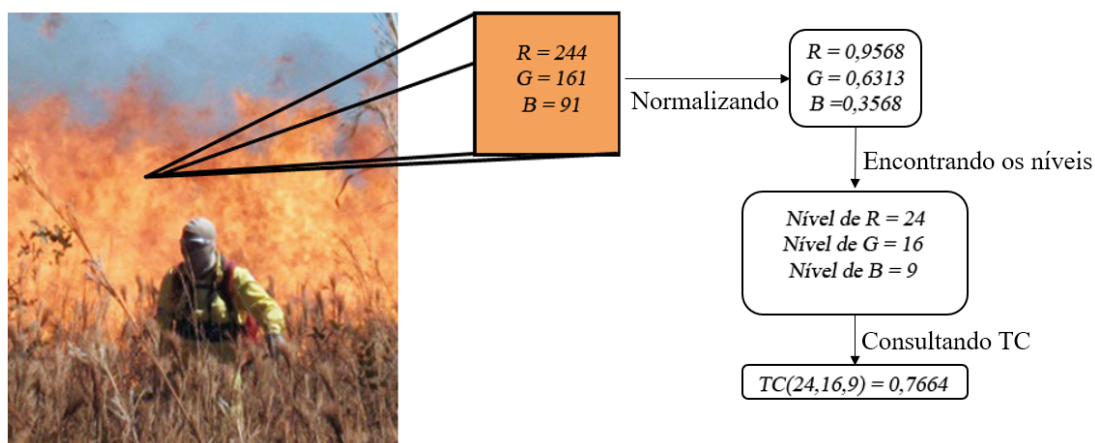 R = 244
G = 161
B = 91
Normalizando
R = 0,9568
G = 0,6313
B =0,3568
Encontrando os níveis
Nível de R = 24
Nível de G = 16
Nível de B = 9
Consultando TC
TC(24,16,9) = 0,7664